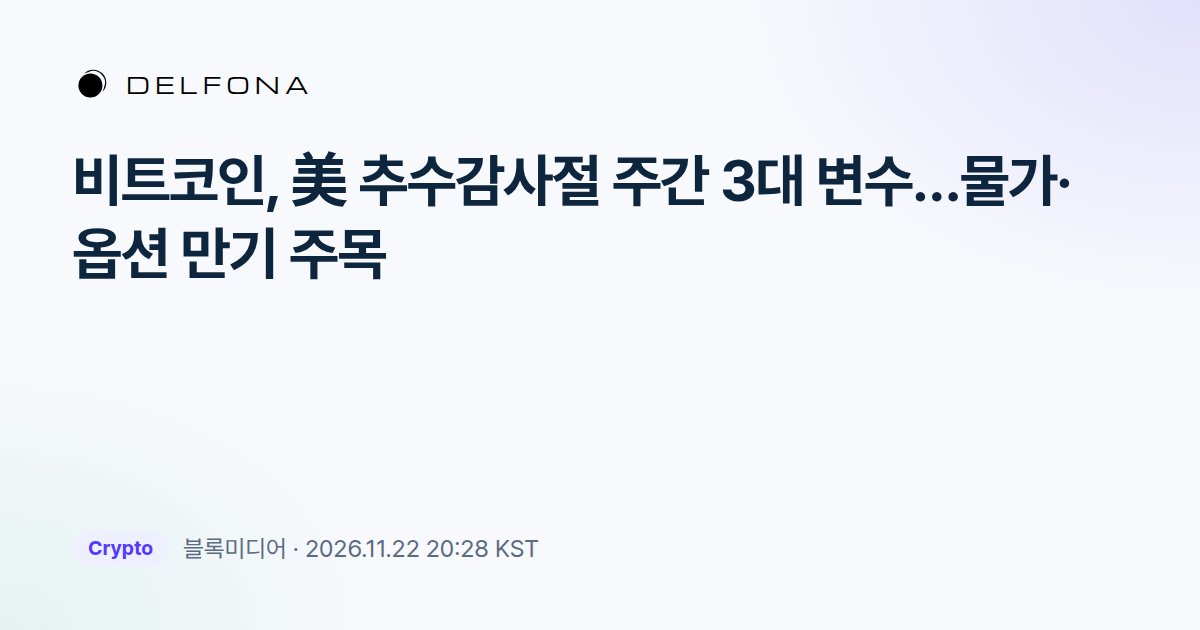 DELFONA
비트코인, 美 추수감사절 주간 3대 변수…물가·
옵션 만기 주목
Crypto 블록미디어 · 2026.11.22 20:28 KST